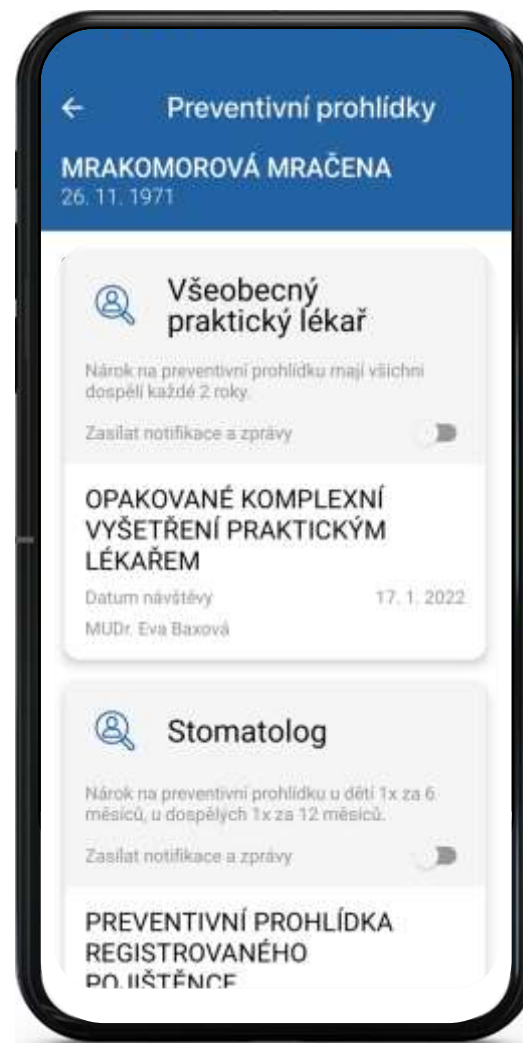 Preventivní prohlídky
MRAKOMOROVÁ MRAČENA
26. 11. 1971
Všeobecný
praktický lékař
Nárok na preventivní prohlídku mají všichni
dospělí každé 2 roky.
Zasílat notifikace a zprávy
OPAKOVANÉ KOMPLEXNÍ
VYŠETŘENÍ PRAKTICKÝM
LÉKAŘEM
Datum návštěvy 17. 1. 2022
MUDr. Eva Baxová
Stomatolog
Nárok na preventivní prohlídku u dětí 1x za 6
měsíců, u dospělých 1x za 12 měsíců.
Zasílat notifikace a zprávy
PREVENTIVNÍ PROHLÍDKA
REGISTROVANÉHO
POJIŠTĚNCE